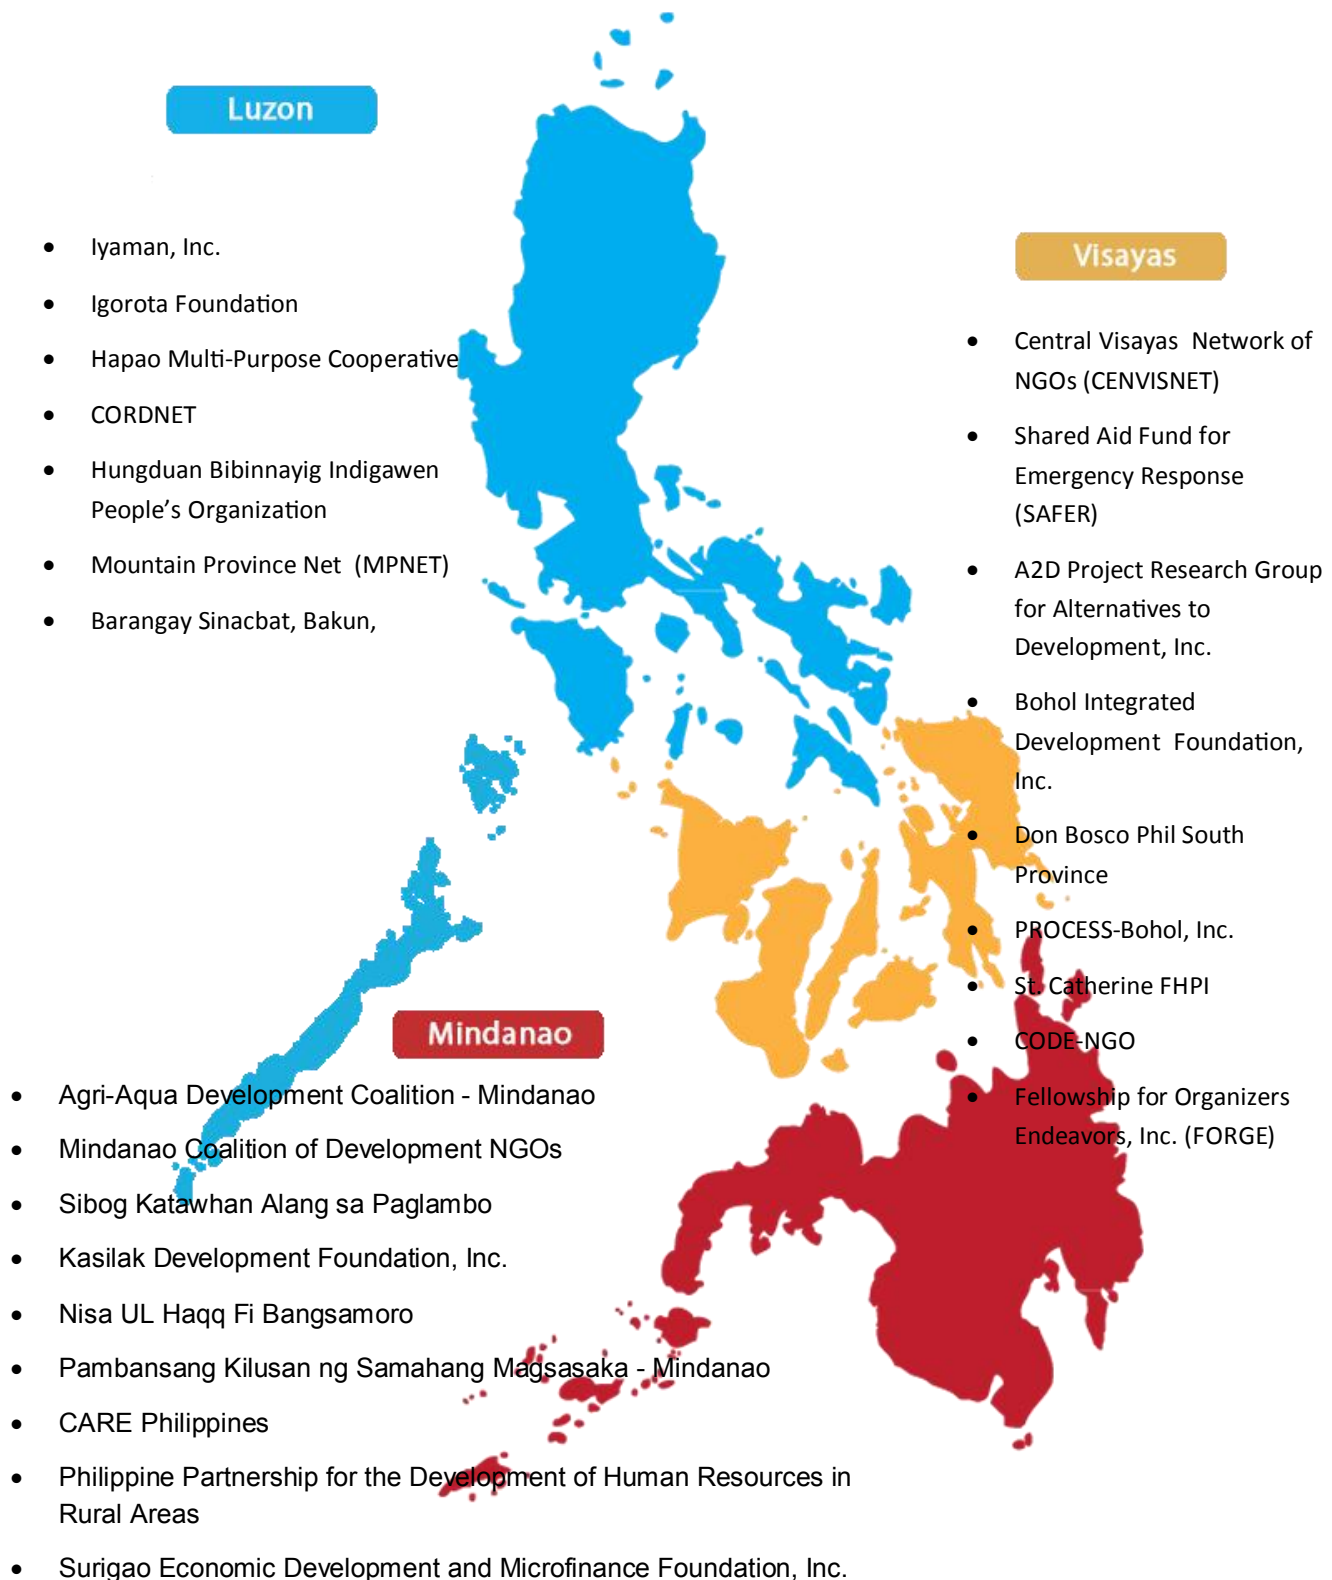 Luzon
• Iyaman, Inc.
• Igorota Foundation
• Hapao Multi-Purpose Cooperative
• CORDNET
• Hungduan Bibinnayig Indigawen
People’s Organization
• Mountain Province Net (MPNET)
• Barangay Sinacbat, Bakun,
Visayas
• Central Visayas Network of
NGOs (CENVISNET)
• Shared Aid Fund for
Emergency Response
(SAFER)
• A2D Project Research Group
for Alternatives to
Development, Inc.
• Bohol Integrated
Development Foundation,
Inc.
• Don Bosco Phil South
Province
• PROCESS-Bohol, Inc.
• St. Catherine FHPI
• CODE-NGO
• Fellowship for Organizers
Endeavors, Inc. (FORGE)
Mindanao
• Agri-Aqua Development Coalition - Mindanao
• Mindanao Coalition of Development NGOs
• Sibog Katawhan Alang sa Paglambo
• Kasilak Development Foundation, Inc.
• Nisa UL Haqq Fi Bangsamoro
• Pambansang Kilusan ng Samahang Magsasaka - Mindanao
• CARE Philippines
• Philippine Partnership for the Development of Human Resources in
Rural Areas
• Surigao Economic Development and Microfinance Foundation, Inc.